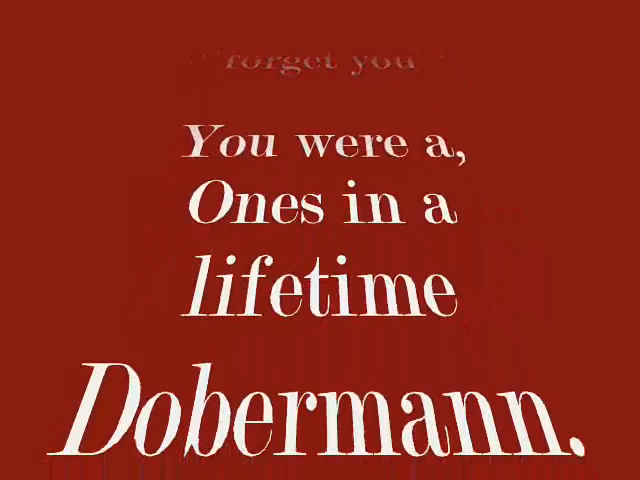 forget you
You were a,
Ones in a
lifetime
Dobermann.